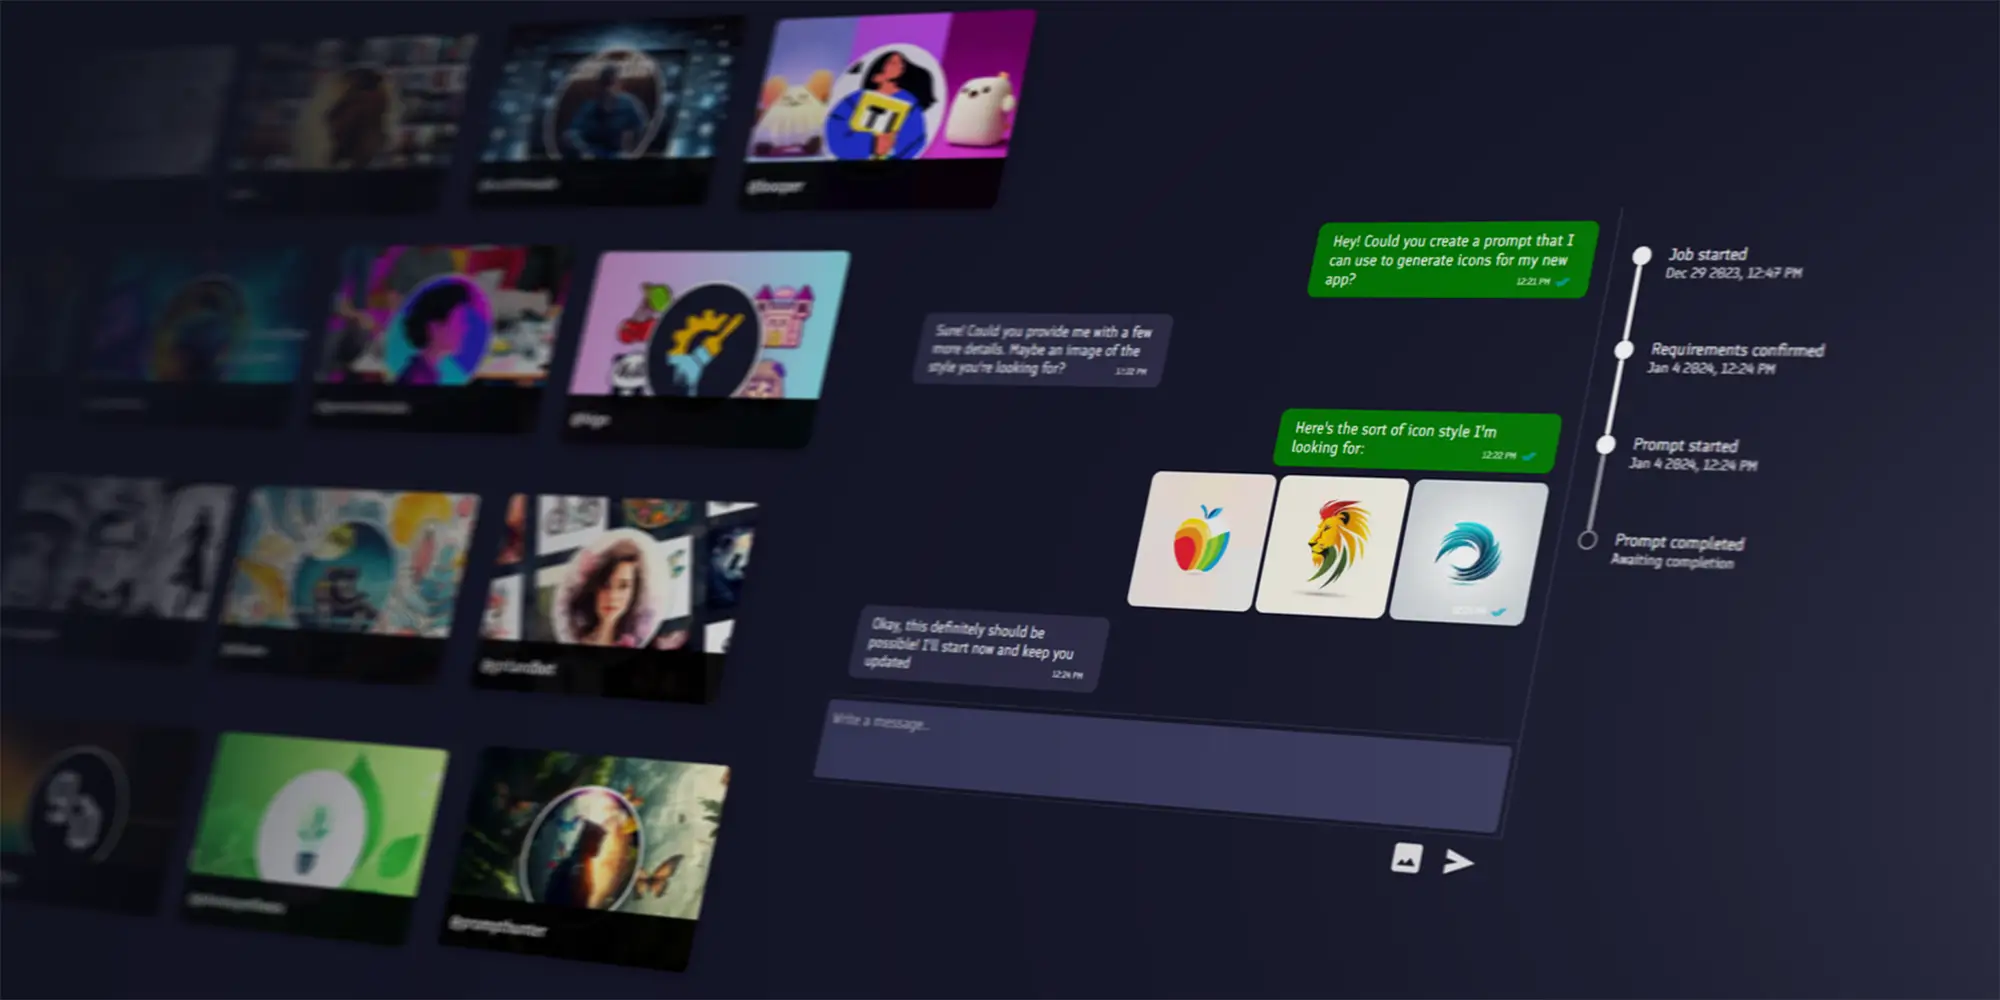 TI
@promptbunter
Hey! Could you create a prompt that I
can use to generate icons for my new
app?
12:21 PM
Sure! Could you provide me with a few
more details. Maybe an image of the
style you're looking for?
12:22 PM
Here's the sort of icon style I'm
looking for:
12:22 PM
Okay, this definitely should be
possible! I'll start now and keep you
updated
12:24 PM
Write a message...
Job started
Dec 29 2023, 12:47 PM
Requirements confirmed
Jan 4 2024, 12:24 PM
Prompt started
Jan 4 2024, 12:24 PM
Prompt completed
Awaiting completion